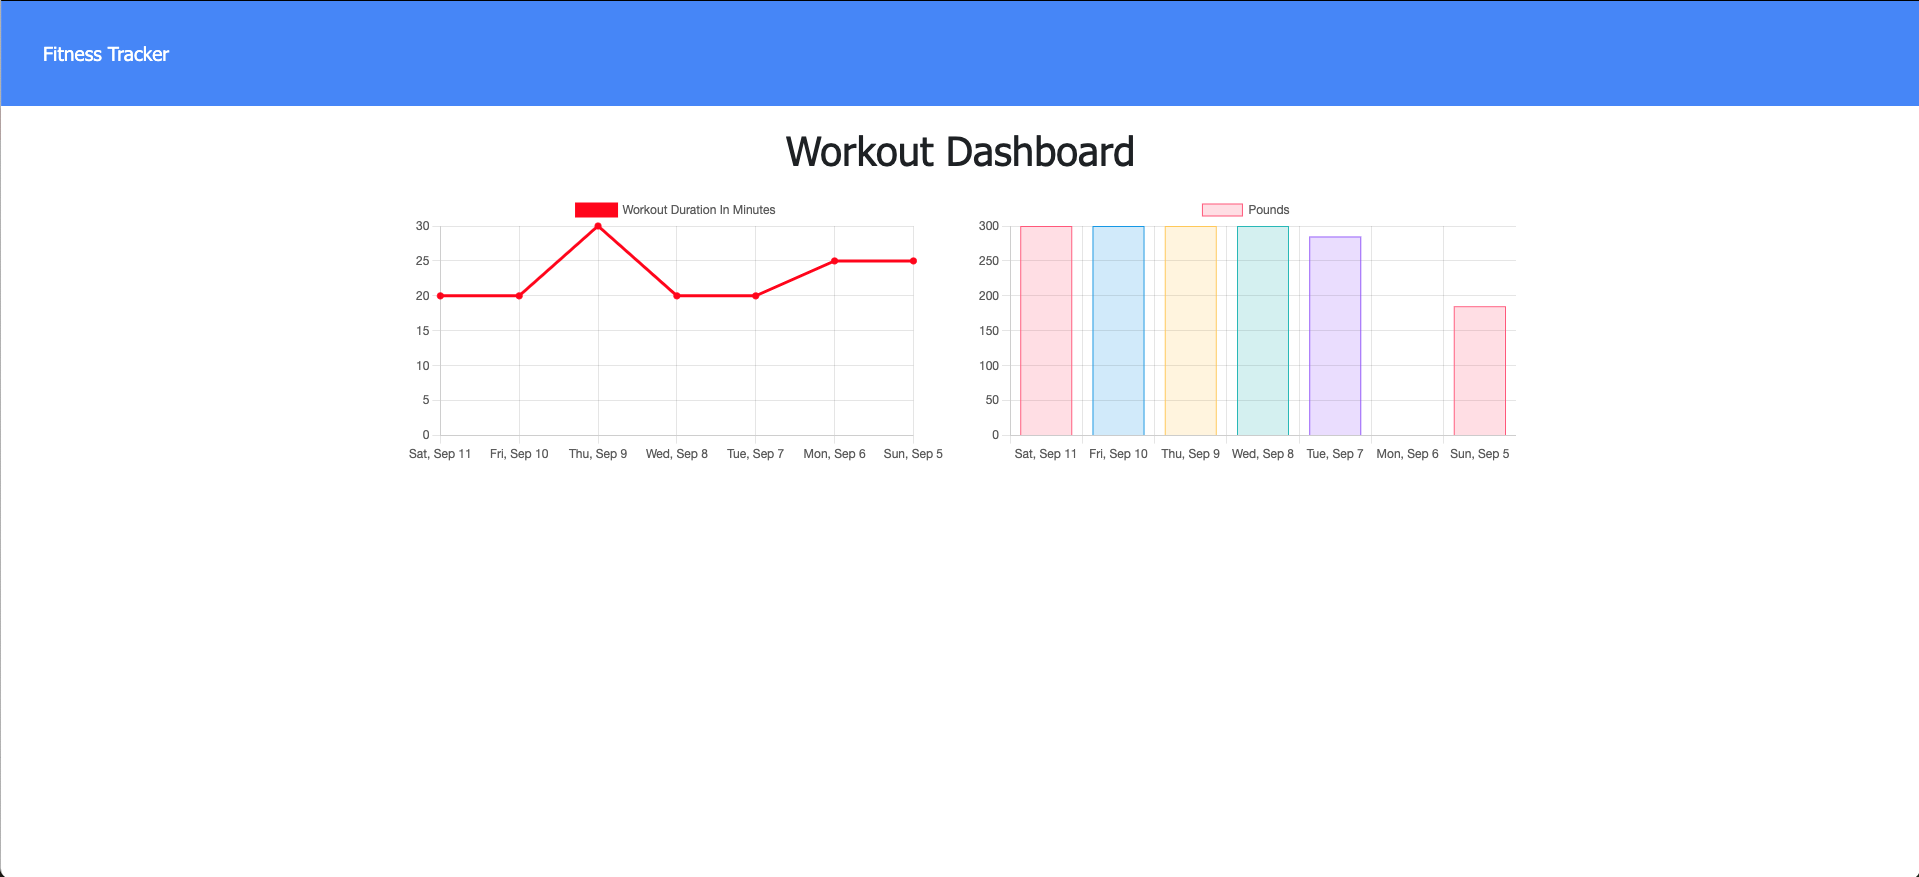 Fitness Tracker
Workout Dashboard
Workout Duration In Minutes
30
25
20
15
10
5
0
Sat, Sep 11 Fri, Sep 10 Thu, Sep 9 Wed, Sep 8 Tue, Sep 7 Mon, Sep 6 Sun, Sep 5
Pounds
300
250
200
150
100
50
0
Sat, Sep 11 Fri, Sep 10 Thu, Sep 9 Wed, Sep 8 Tue, Sep 7 Mon, Sep 6 Sun, Sep 5